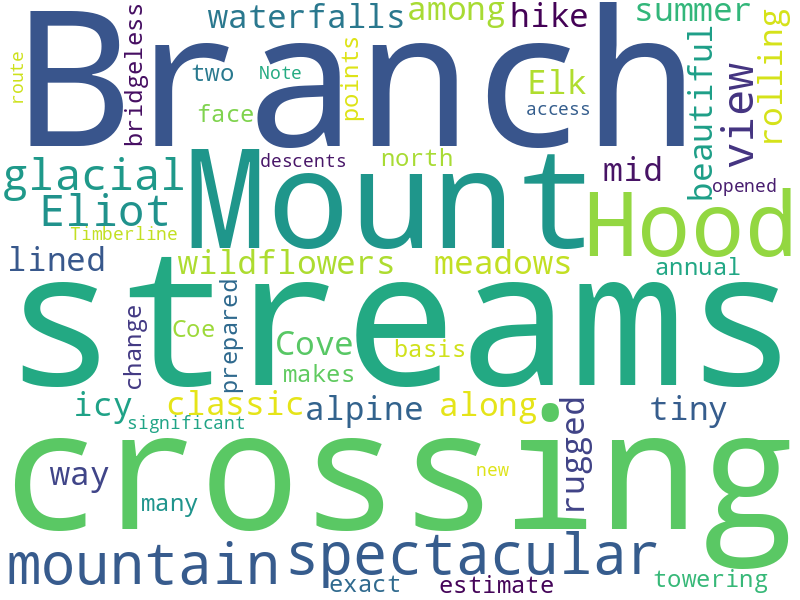 Branch
waterfalls
among
hike
summer
route
bridgeless
two
Note
points
Elk
access
face
beautiful
view
rolling
glacial
Mount
descents
north
mid
opened
Eliot
Hood
Timberline
lined
wildflowers
meadows
annual
streams
change
Coe
prepared
Cove
basis
makes
icy
classic
alpine
along
rugged
tiny
significant
crossing
way
many
new
mountain
spectacular
exact
estimate
towering